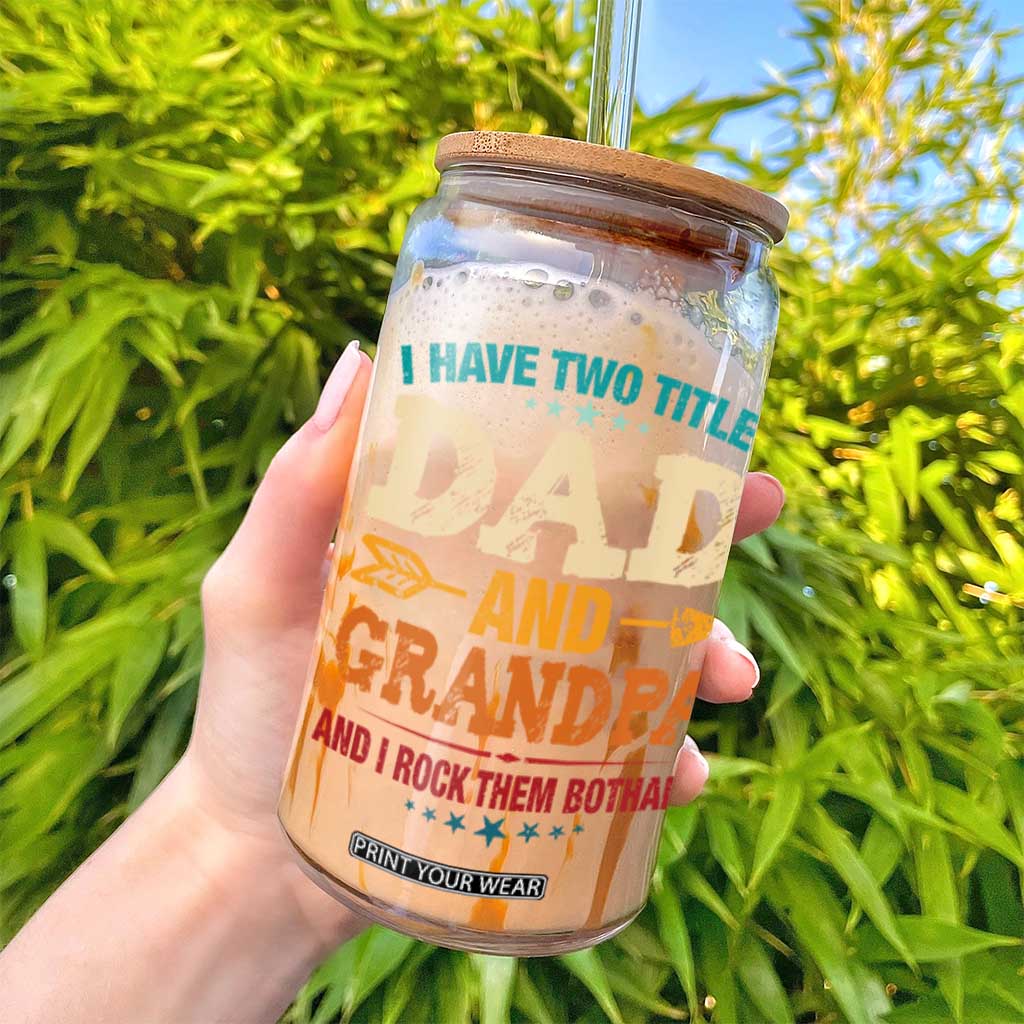 I HAVE TWO TITLE
DAD
AND
GRANDPA
AND I ROCK THEM BOTHAI
PRINT YOUR WEAR